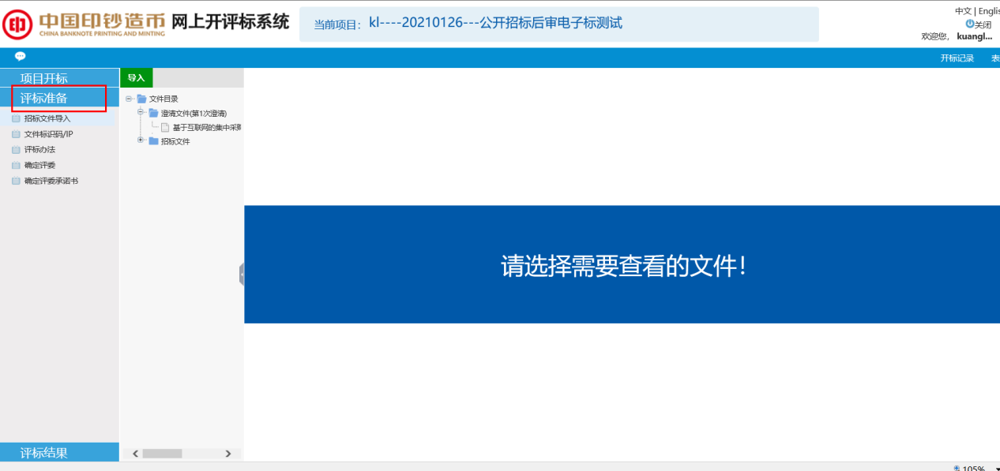 中国印钞造币
CHINA BANKNOTE PRINTING AND MINTING
网上开评标系统
当前项目: kl----20210126---公开招标后审电子标测试
中文 | Englis
关闭
欢迎您, kuangl...
开标记录 表
项目开标
评标准备
招标文件导入
文件标识码/IP
评标办法
确定评委
确定评委承诺书
评标结果
导入
文件目录
澄清文件(第1次澄清)
基于互联网的集中采购
招标文件
请选择需要查看的文件!
105%